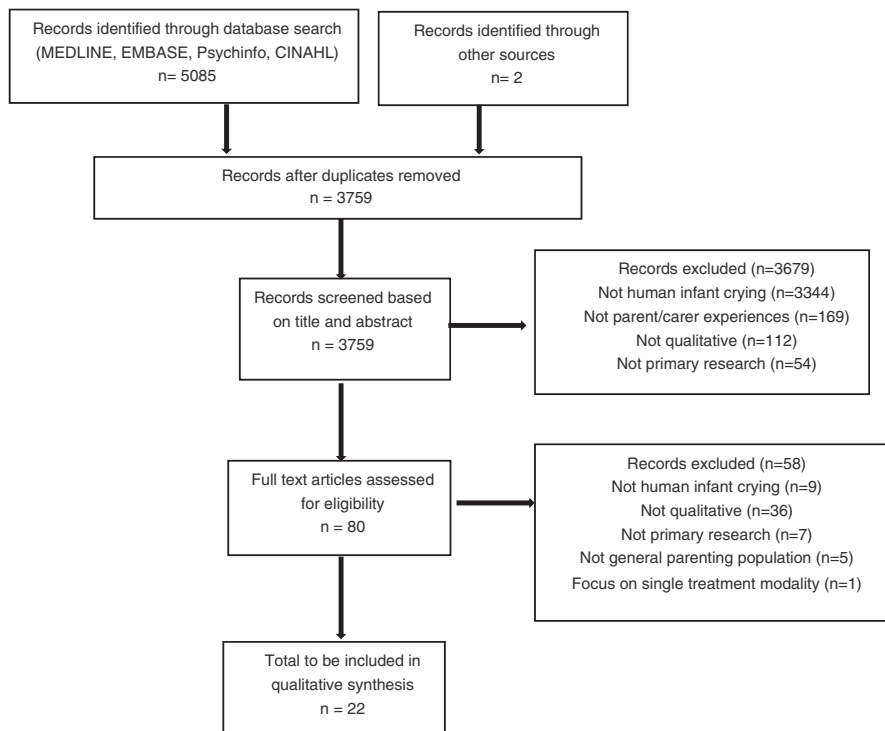 Records identified through database search
(MEDLINE, EMBASE, Psychinfo, CINAHL)
n= 5085
Records identified through
other sources
n= 2
Records after duplicates removed
n = 3759
Records screened based
on title and abstract
n = 3759
Records excluded (n=3679)
Not human infant crying (n=3344)
Not parent/carer experiences (n=169)
Not qualitative (n=112)
Not primary research (n=54)
Full text articles assessed
for eligibility
n = 80
Records excluded (n=58)
Not human infant crying (n=9)
Not qualitative (n=36)
Not primary research (n=7)
Not general parenting population (n=5)
Focus on single treatment modality (n=1)
Total to be included in
qualitative synthesis
n = 22